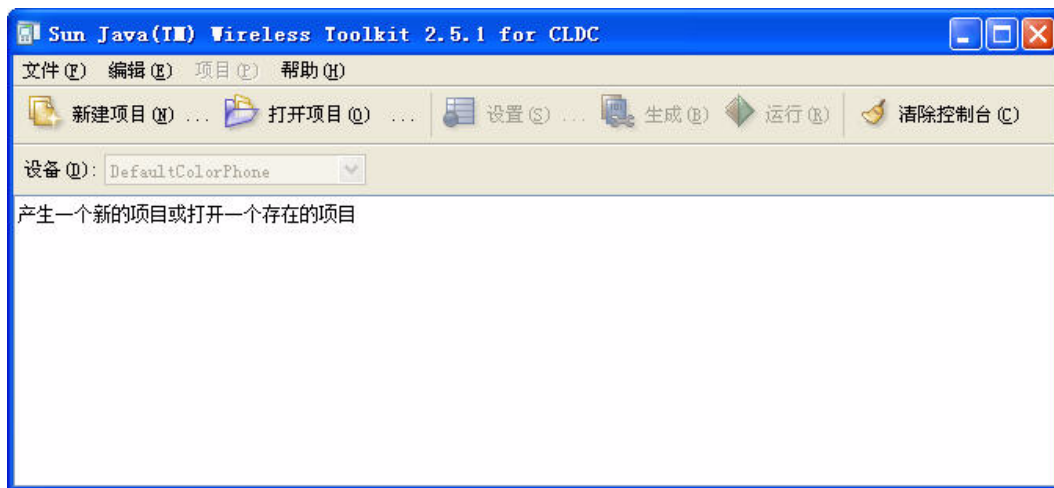 Sun Java(TM) Wireless Toolkit 2.5.1 for CLDC
文件(F) 编辑(E) 项目(P) 帮助(H)
新建项目(N) ... 打开项目(O) ... 设置(S) ... 生成(B) 运行(R) 清除控制台(C)
设备(D): DefaultColorPhone
产生一个新的项目或打开一个存在的项目